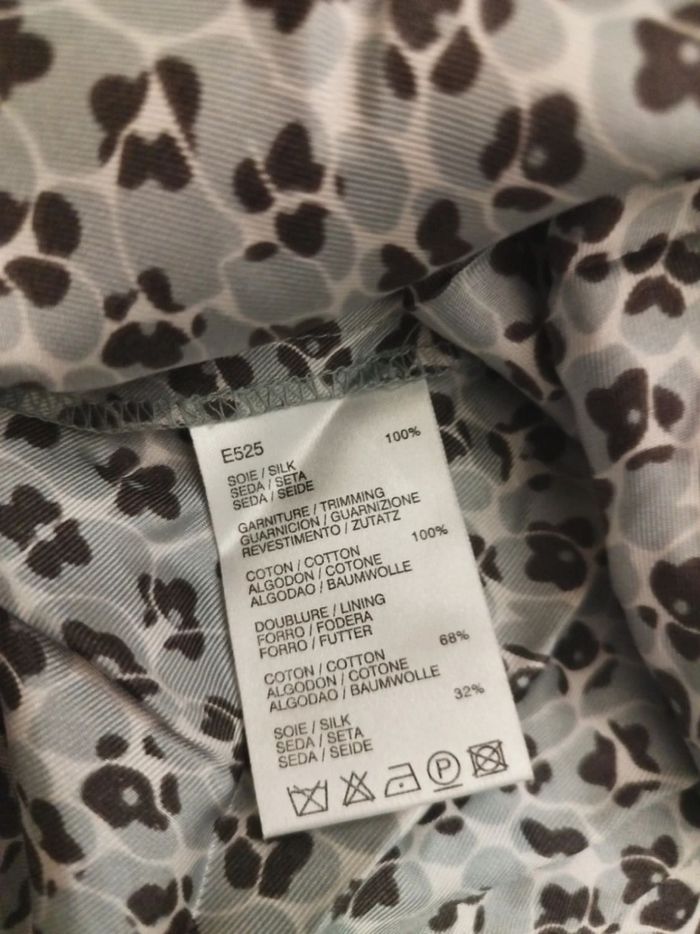 E525
100%
SOIE / SILK
SEDA / SETA
SEDA / SEIDE
GARNITURE / TRIMMING
GUARNICION / GUARNIZIONE
REVESTIMENTO / ZUTATZ
100%
COTON / COTTON
ALGODON / COTONE
ALGODAO / BAUMWOLLE
DOUBLURE / LINING
FORRO / FODERA
FORRO / FUTTER
68%
COTON / COTTON
ALGODON / COTONE
ALGODAO / BAUMWOLLE
32%
SOIE / SILK
SEDA / SETA
SEDA / SEIDE
P